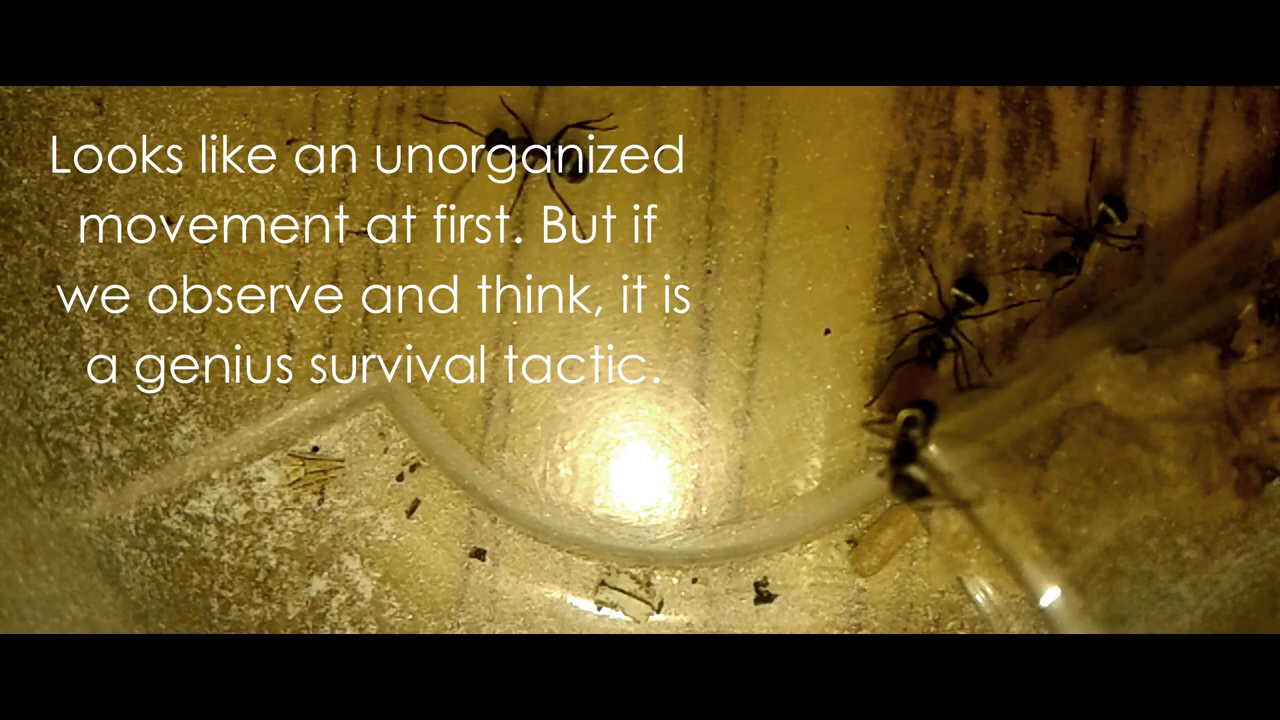 Looks like an unorganized
movement at first. But if
we observe and think, it is
a genius survival tactic.